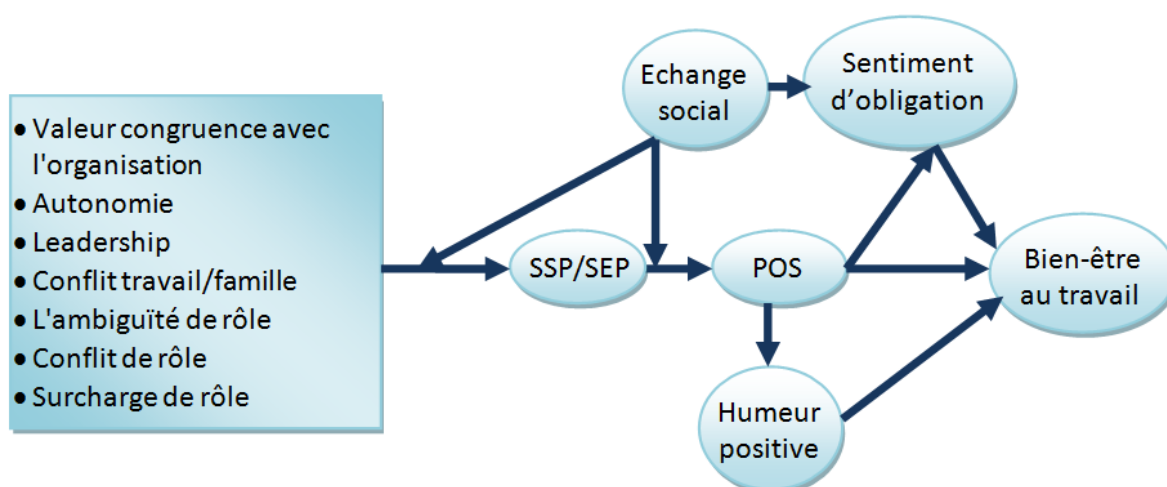 • Valeur congruence avec
l'organisation
• Autonomie
• Leadership
• Conflit travail/famille
• L'ambiguïté de rôle
• Conflit de rôle
• Surcharge de rôle
Echange
social
Sentiment
d’obligation
SSP/SEP
POS
Bien-être
au travail
Humeur
positive